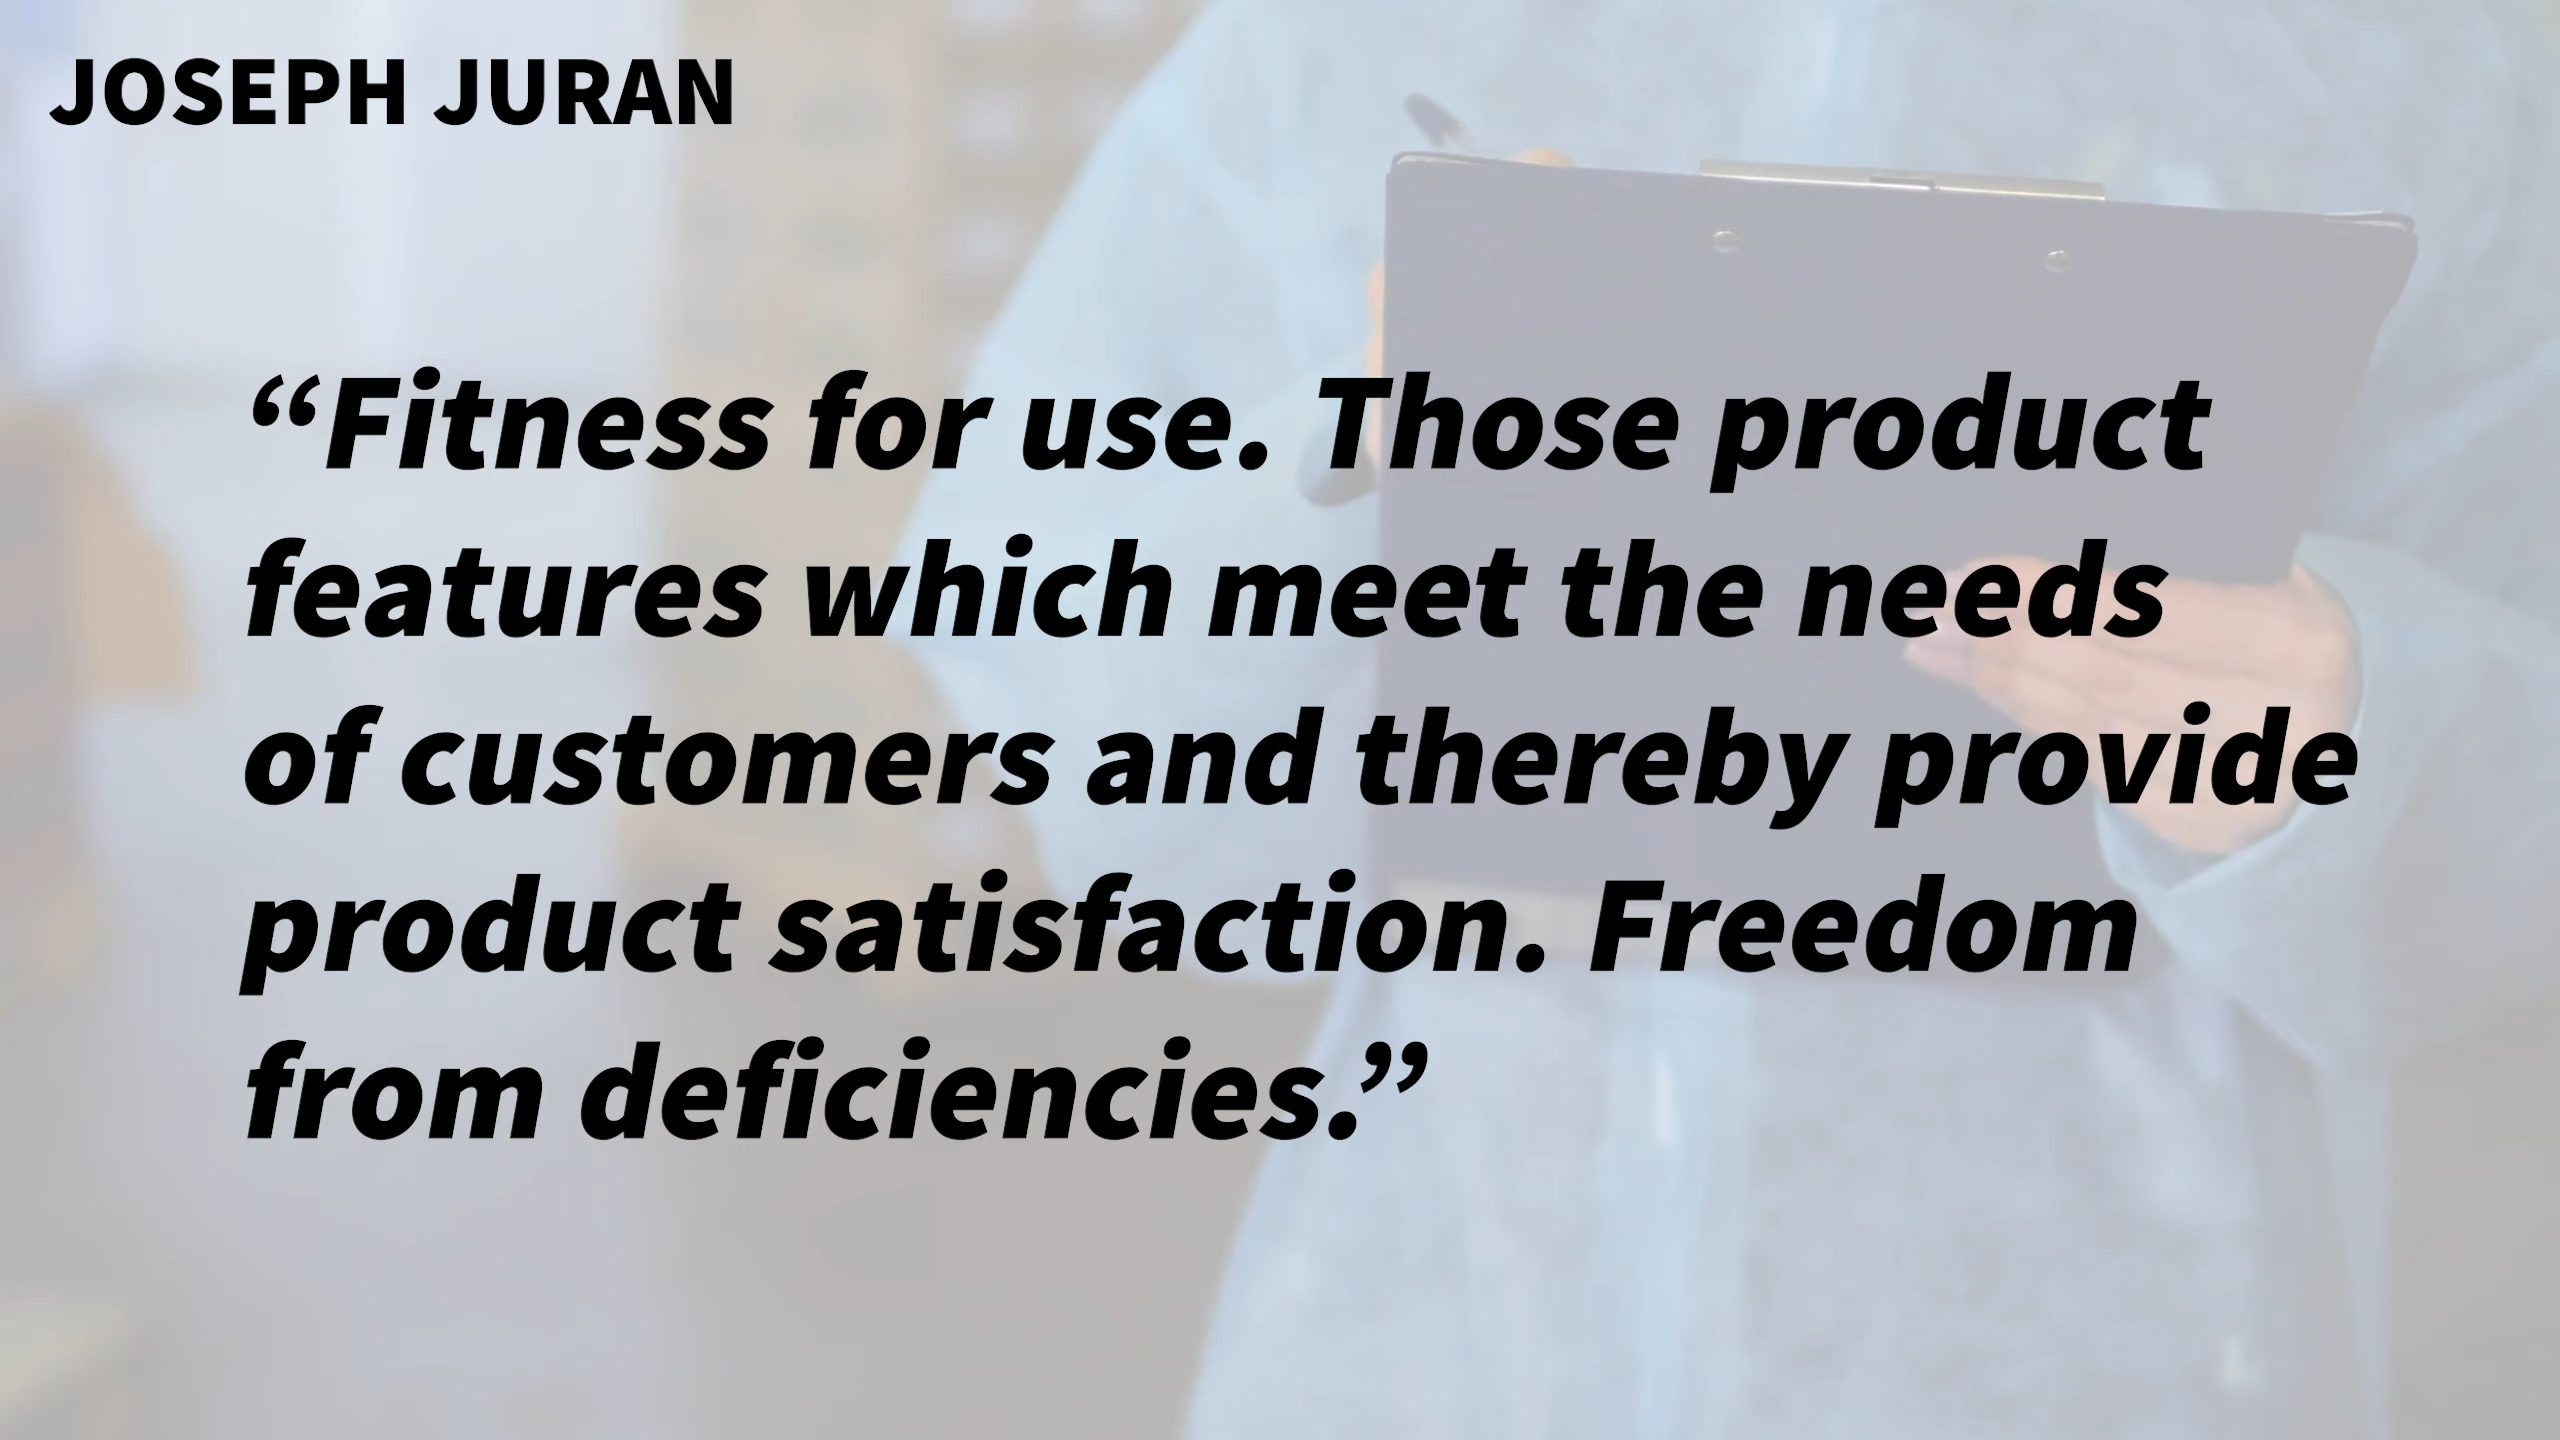 JOSEPH JURAN
“Fitness for use. Those product
features which meet the needs
of customers and thereby provide
product satisfaction. Freedom
from deficiencies.”